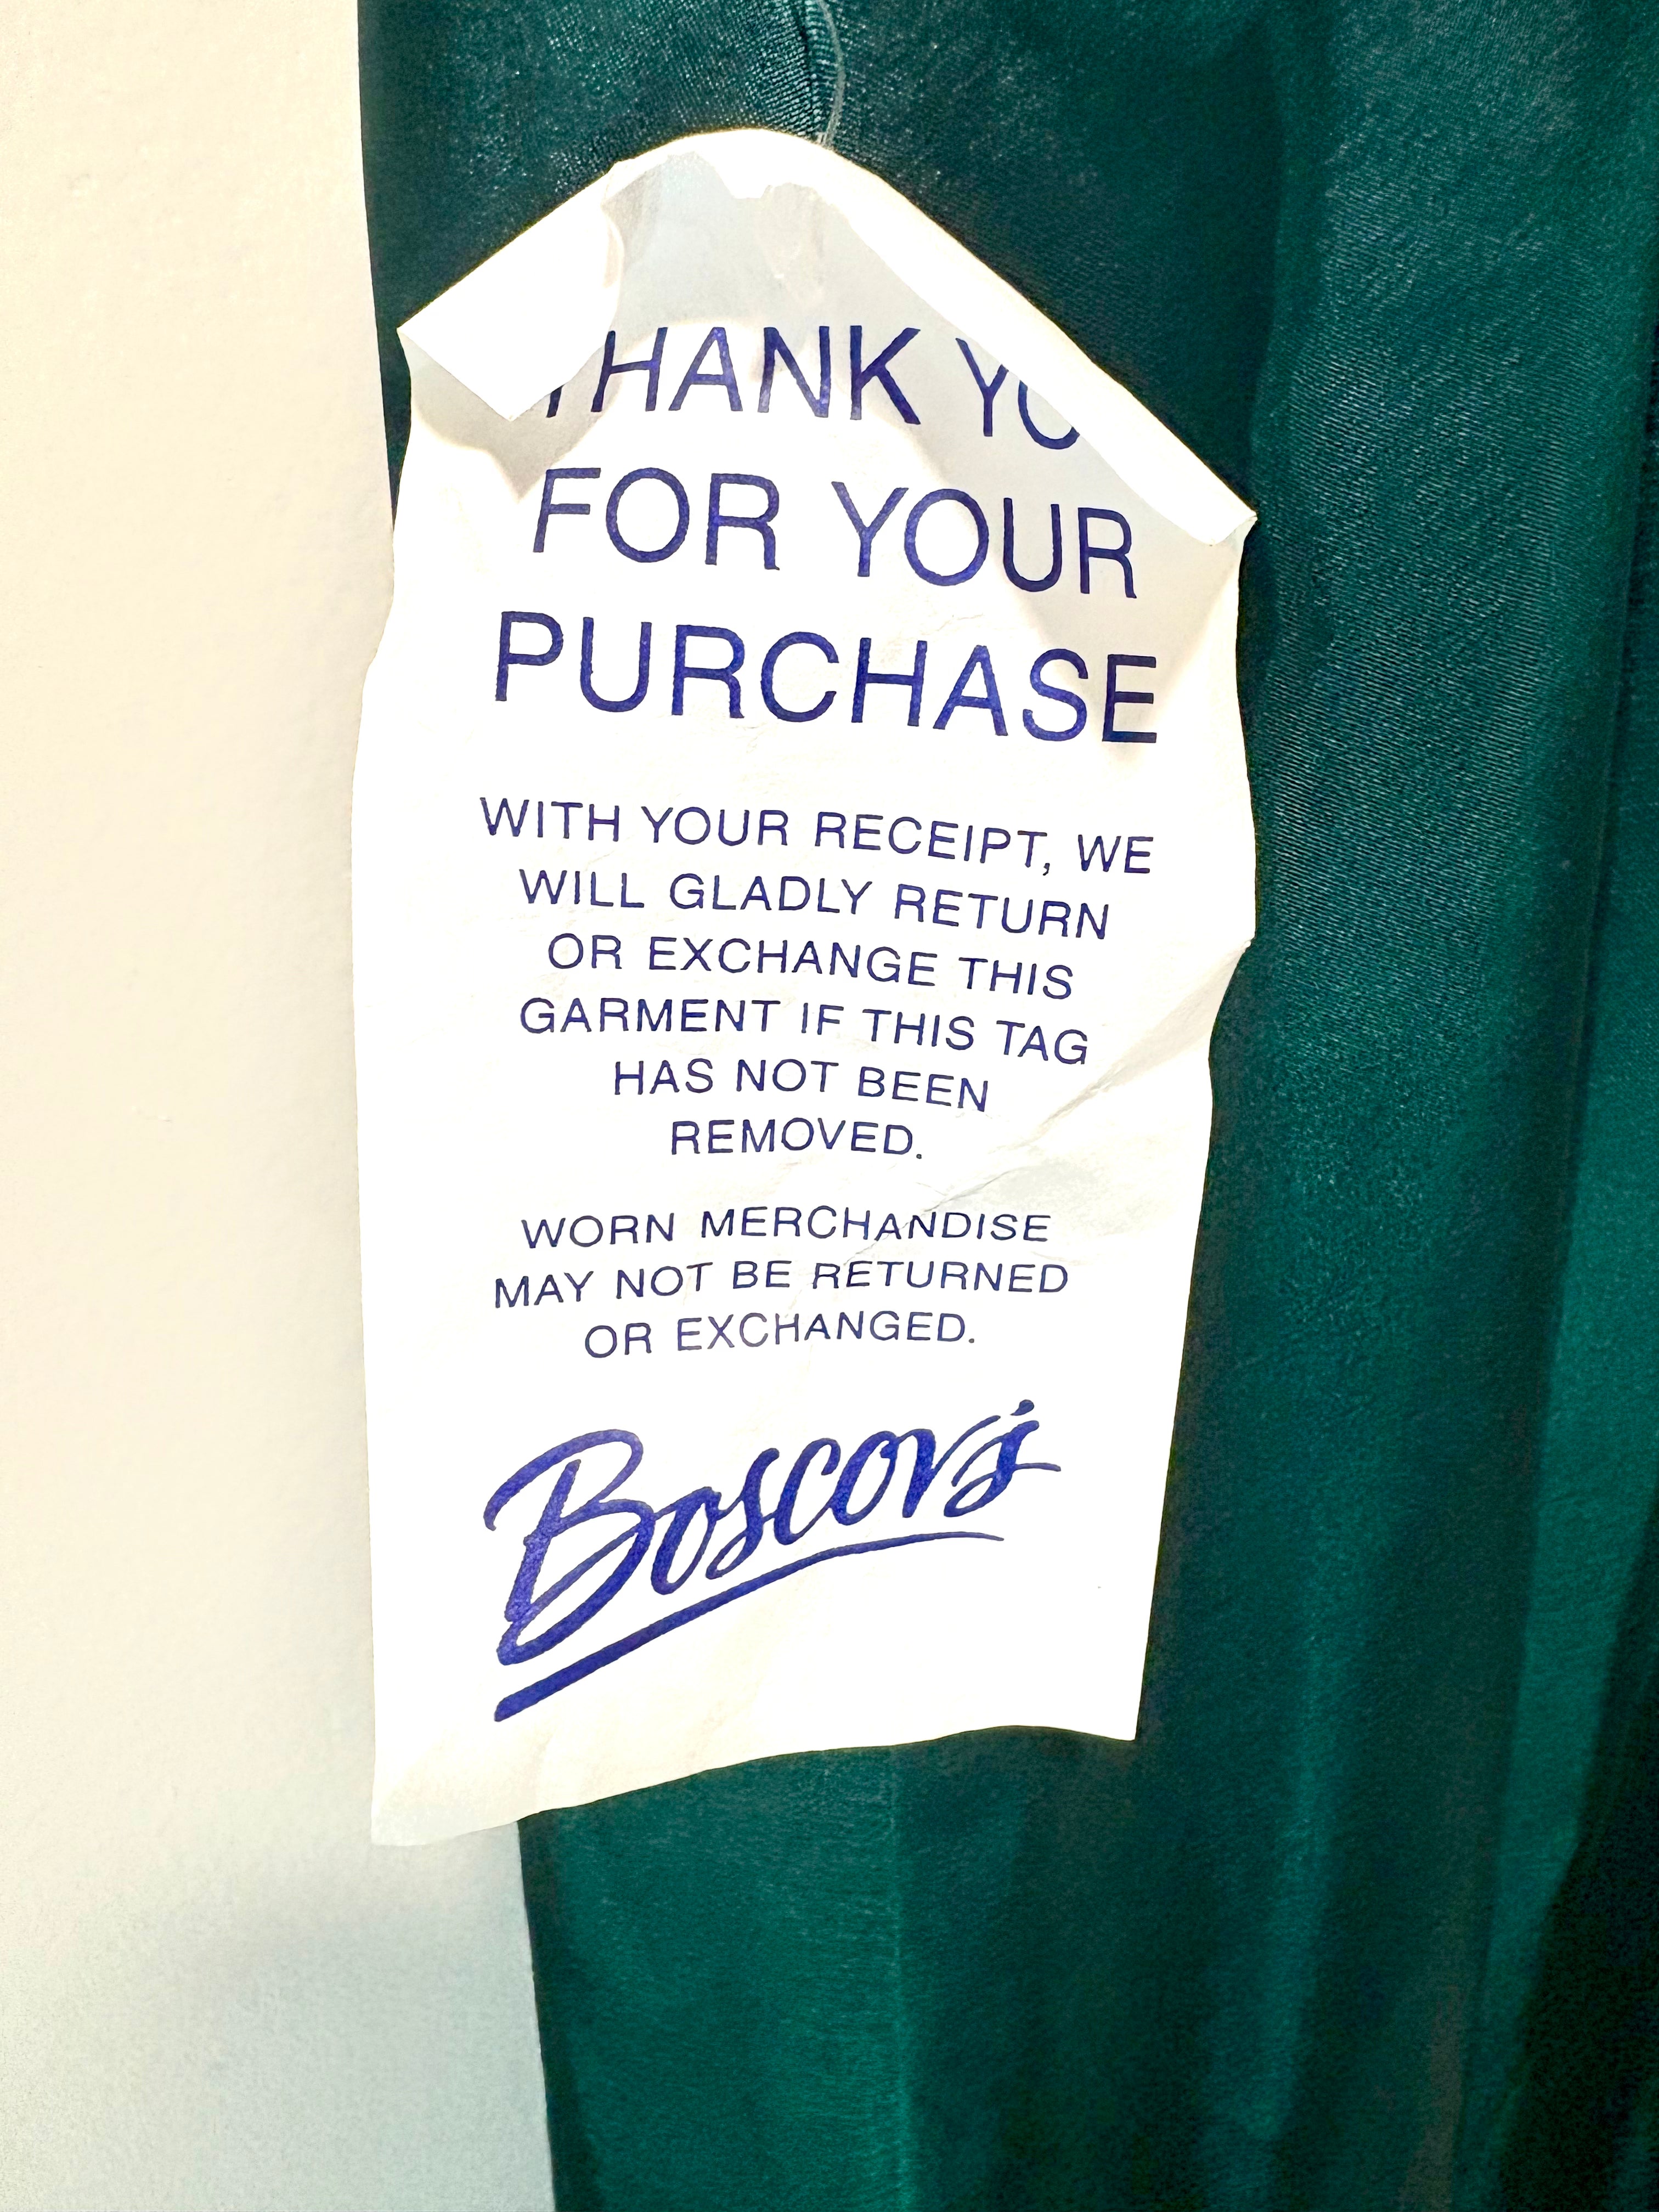 THANK YO
FOR YOUR
PURCHASE
WITH YOUR RECEIPT, WE
WILL GLADLY RETURN
OR EXCHANGE THIS
GARMENT IF THIS TAG
HAS NOT BEEN
REMOVED.
WORN MERCHANDISE
MAY NOT BE RETURNED
OR EXCHANGED.
Boscov's